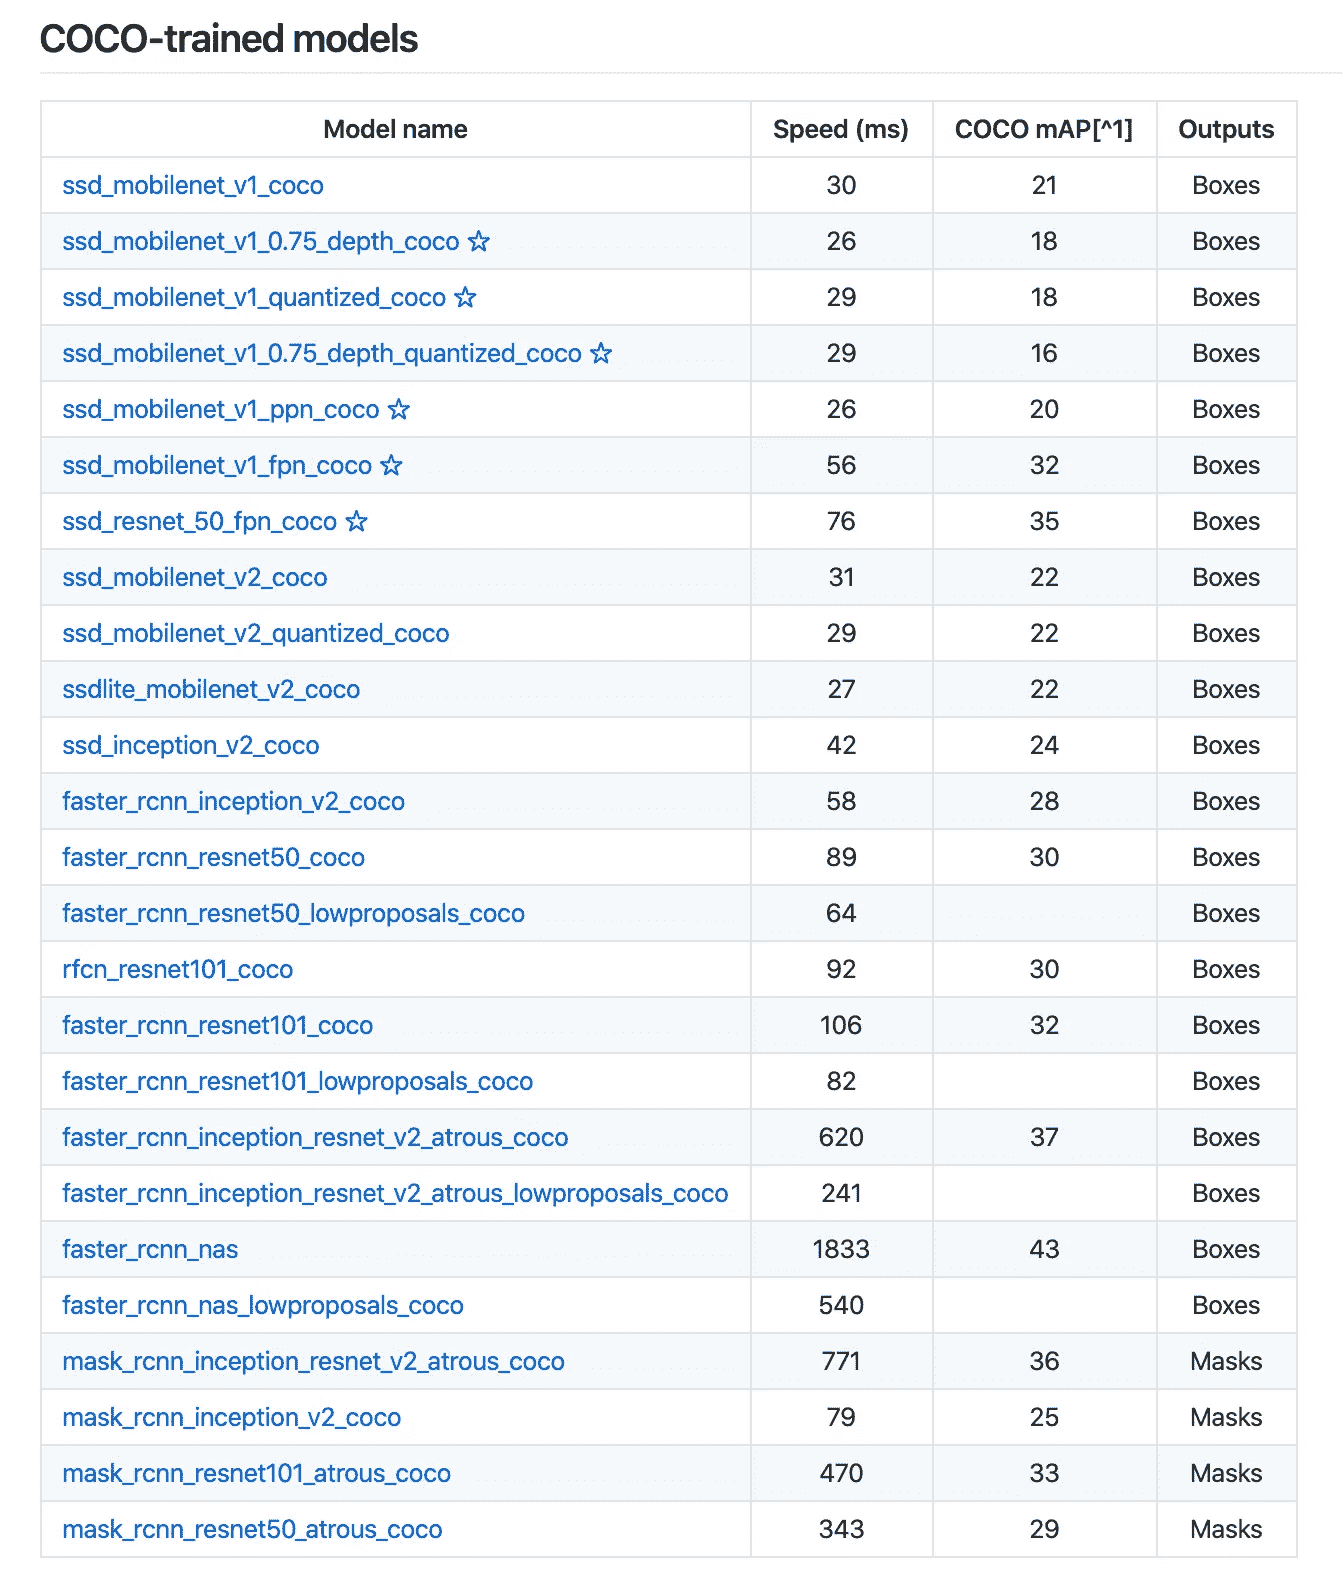 COCO-trained models
Model name Speed (ms) COCO mAP[^1] Outputs
ssd_mobilenet_v1_coco 30 21 Boxes
ssd_mobilenet_v1_0.75_depth_coco ☆ 26 18 Boxes
ssd_mobilenet_v1_quantized_coco ☆ 29 18 Boxes
ssd_mobilenet_v1_0.75_depth_quantized_coco ☆ 29 16 Boxes
ssd_mobilenet_v1_ppn_coco ☆ 26 20 Boxes
ssd_mobilenet_v1_fpn_coco ☆ 56 32 Boxes
ssd_resnet_50_fpn_coco ☆ 76 35 Boxes
ssd_mobilenet_v2_coco 31 22 Boxes
ssd_mobilenet_v2_quantized_coco 29 22 Boxes
ssdlite_mobilenet_v2_coco 27 22 Boxes
ssd_inception_v2_coco 42 24 Boxes
faster_rcnn_inception_v2_coco 58 28 Boxes
faster_rcnn_resnet50_coco 89 30 Boxes
faster_rcnn_resnet50_lowproposals_coco 64 Boxes
rfcn_resnet101_coco 92 30 Boxes
faster_rcnn_resnet101_coco 106 32 Boxes
faster_rcnn_resnet101_lowproposals_coco 82 Boxes
faster_rcnn_inception_resnet_v2_atrous_coco 620 37 Boxes
faster_rcnn_inception_resnet_v2_atrous_lowproposals_coco 241 Boxes
faster_rcnn_nas 1833 43 Boxes
faster_rcnn_nas_lowproposals_coco 540 Boxes
mask_rcnn_inception_resnet_v2_atrous_coco 771 36 Masks
mask_rcnn_inception_v2_coco 79 25 Masks
mask_rcnn_resnet101_atrous_coco 470 33 Masks
mask_rcnn_resnet50_atrous_coco 343 29 Masks